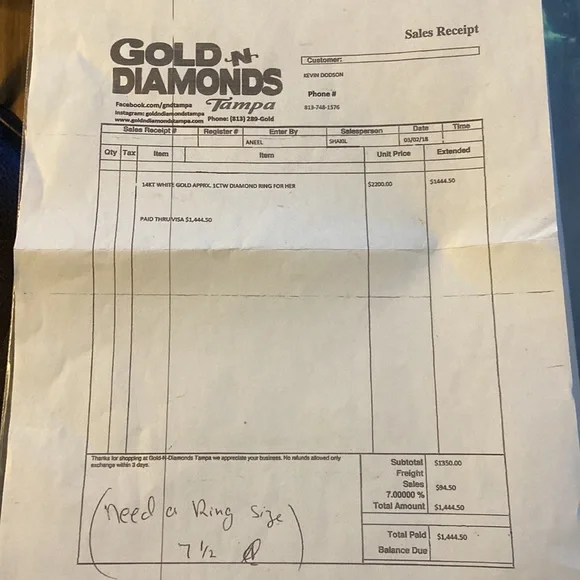 Sales Receipt
GOLD-N-
DIAMONDS
Tampa
Facebook.com/gndtampa
Instagram: goldndiamondstampa
www.goldndiamondstampa.com Phone: (813) 289-Gold
Customer:
KEVIN DODSON
Phone #
813-748-1576
Sales Receipt # Register # Enter By Salesperson Date Time
ANEEL SHAKIL 03/02/18
Qty Tax Item Item Unit Price Extended
14KT WHITE GOLD APPRX. 1CTW DIAMOND RING FOR HER $2200.00 $1444.50
PAID THRU VISA $1,444.50
Thanks for shopping at Gold-N-Diamonds Tampa we appreciate your business. No refunds allowed only
exchange within 3 days.
Subtotal $1350.00
Freight
Sales
7.00000 % $94.50
Total Amount $1,444.50
Total Paid $1,444.50
Balance Due
(need a Ring Size)
7 1/2